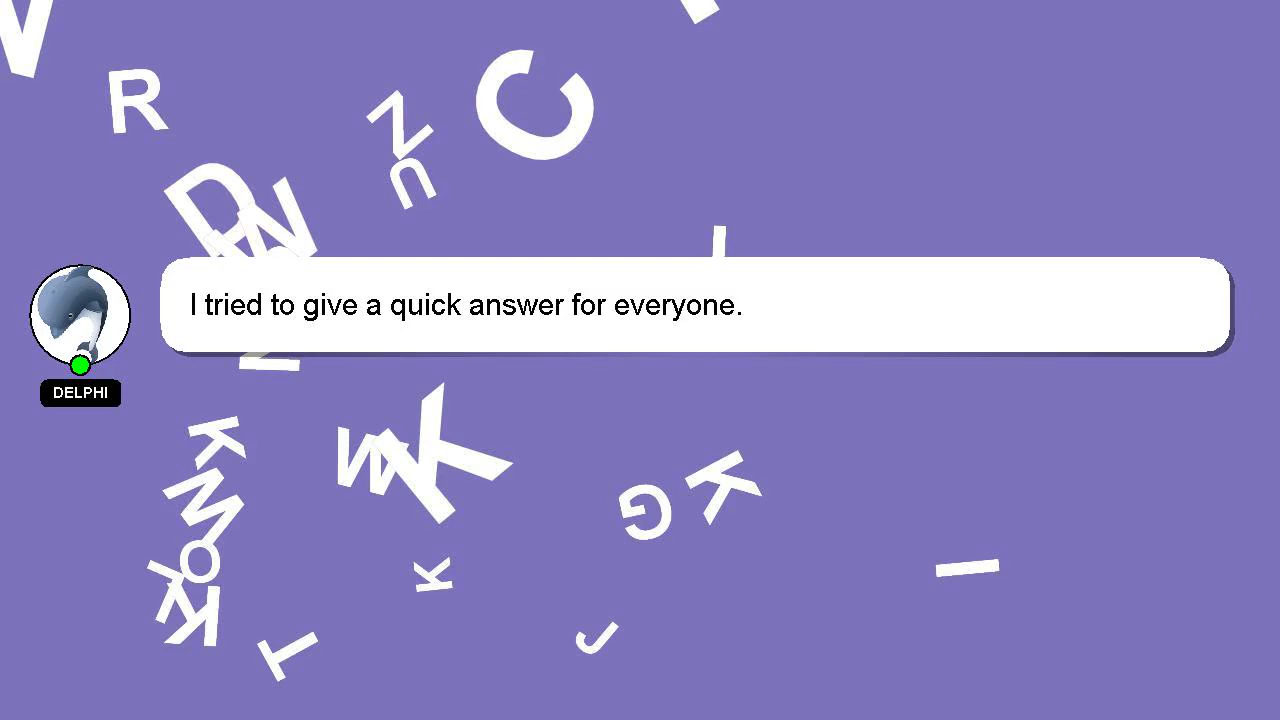 V
R
C
N
U
D
W
I tried to give a quick answer for everyone.
DELPHI
K
W
K
K
G
M
O
K
K
I
J
T